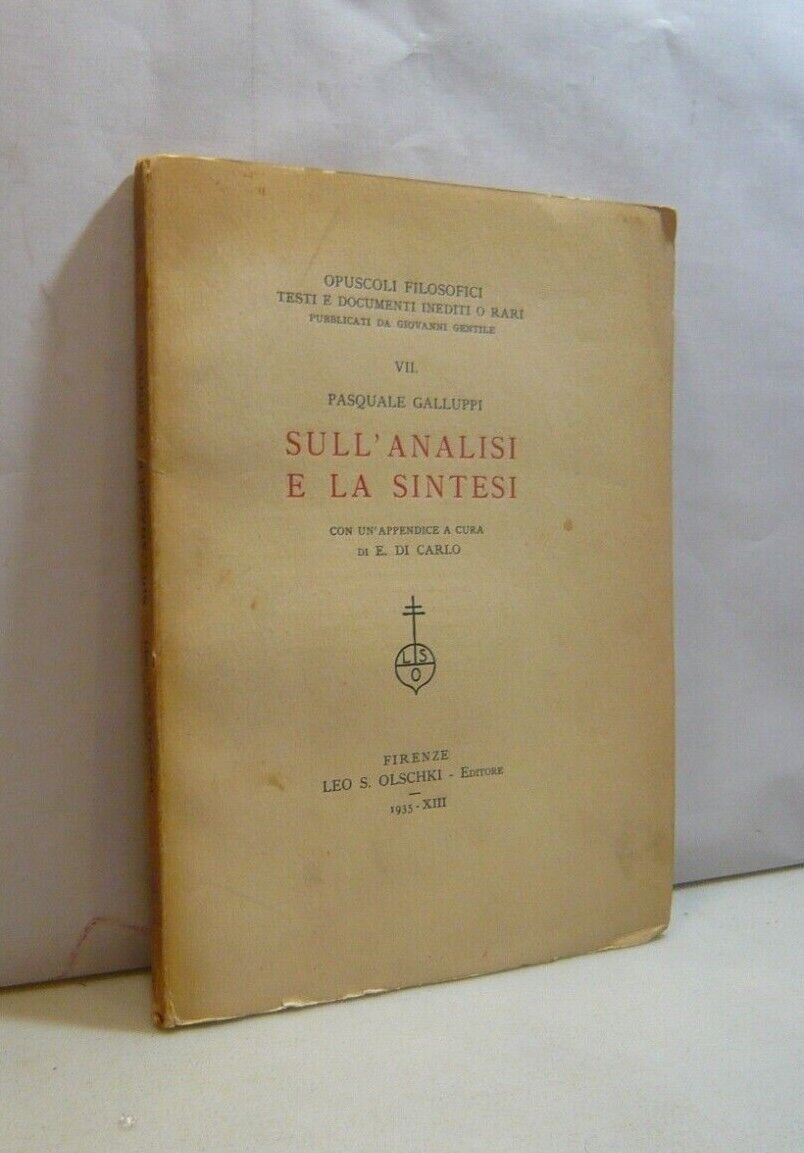 OPUSCOLI FILOSOFICI
TESTI E DOCUMENTI INEDITI O RARI
PUBBLICATI DA GIOVANNI GENTILE
VII.
PASQUALE GALLUPPI
SULL'ANALISI
E LA SINTESI
CON UN'APPENDICE A CURA
DI E. DI CARLO
L S
O
FIRENZE
LEO S. OLSCHKI - EDITORE
1935 - XIII